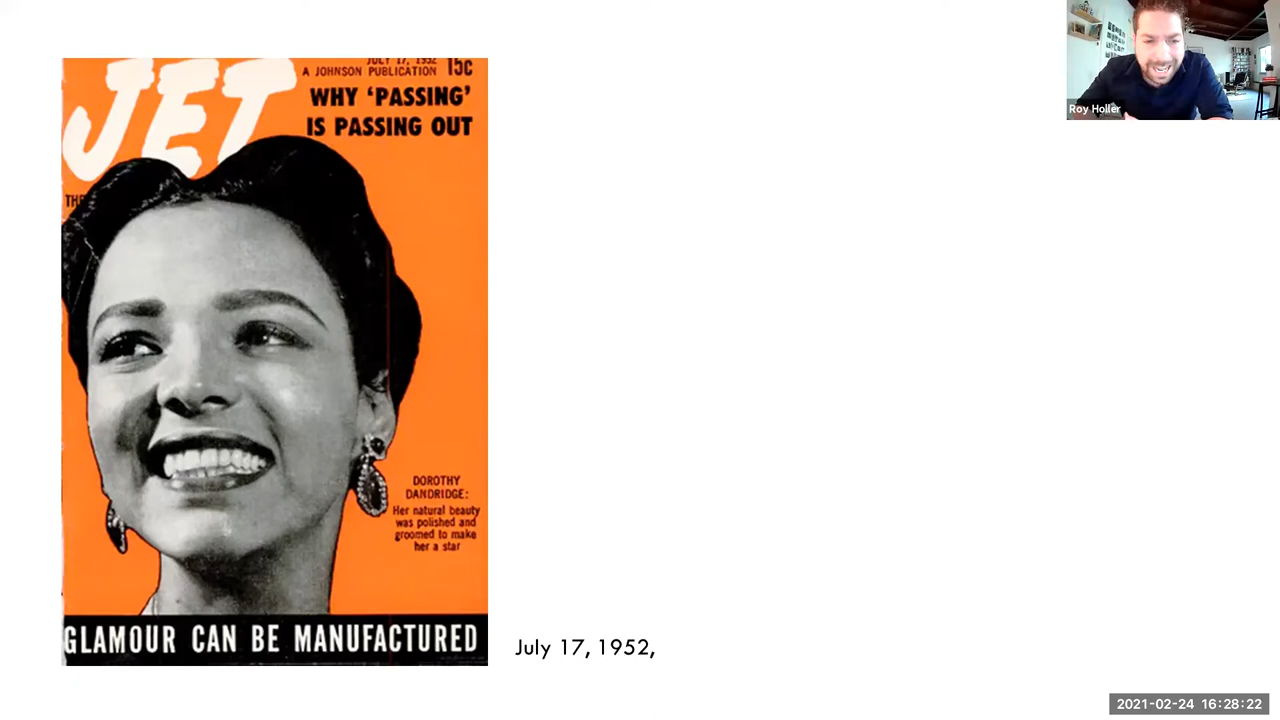 JET
JULY 17, 1952
A JOHNSON PUBLICATION 15c
WHY ‘PASSING’
IS PASSING OUT
DOROTHY
DANDRIDGE:
Her natural beauty
was polished and
groomed to make
her a star
GLAMOUR CAN BE MANUFACTURED
July 17, 1952,
Roy Holler
2021-02-24 16:28:22